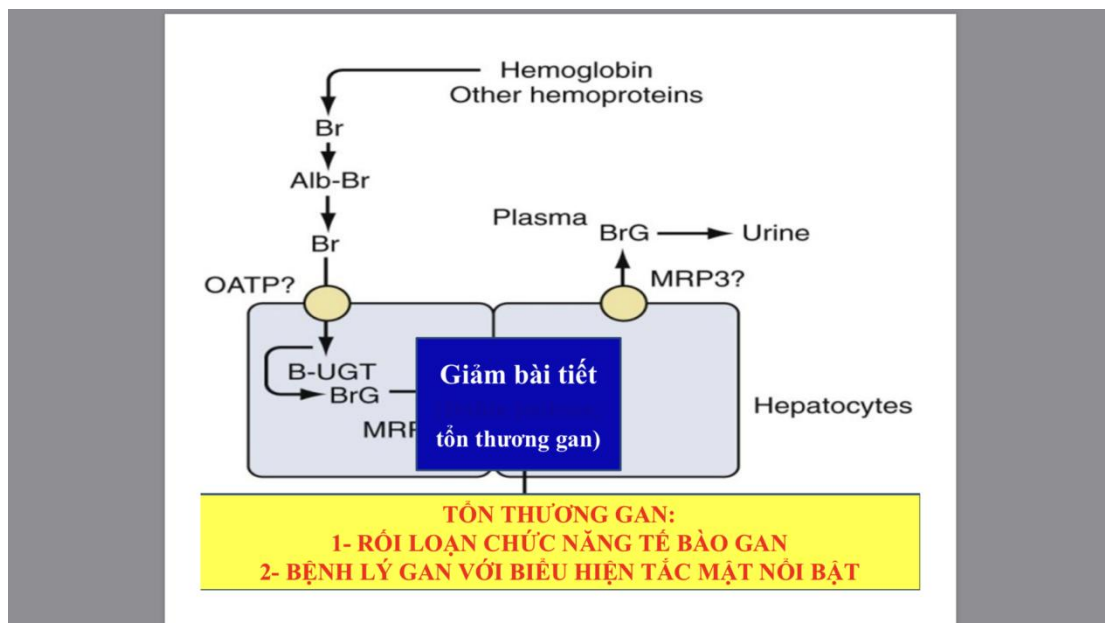 Hemoglobin
Other hemoproteins
Br
Alb-Br
Br
OATP?
Plasma
BrG
Urine
MRP3?
B-UGT
BrG
Giảm bài tiết
tổn thương gan)
Hepatocytes
TỔN THƯƠNG GAN:
1- RỐI LOẠN CHỨC NĂNG TẾ BÀO GAN
2- BỆNH LÝ GAN VỚI BIỂU HIỆN TẮC MẬT NỔI BẬT